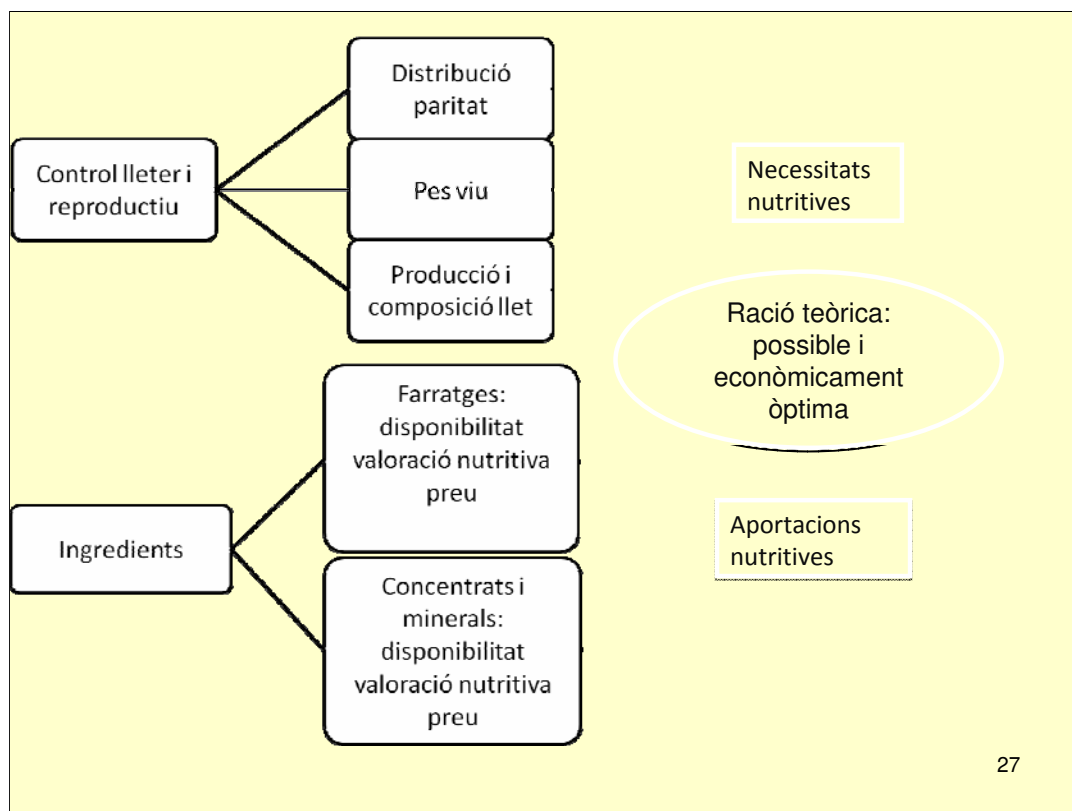 Control lleter i
reproductiu
Distribució
paritat
Pes viu
Producció i
composició llet
Necessitats
nutritives
Ració teòrica:
possible i
econòmicament
òptima
Ingredients
Farratges:
disponibilitat
valoració nutritiva
preu
Concentrats i
minerals:
disponibilitat
valoració nutritiva
preu
Aportacions
nutritives
27